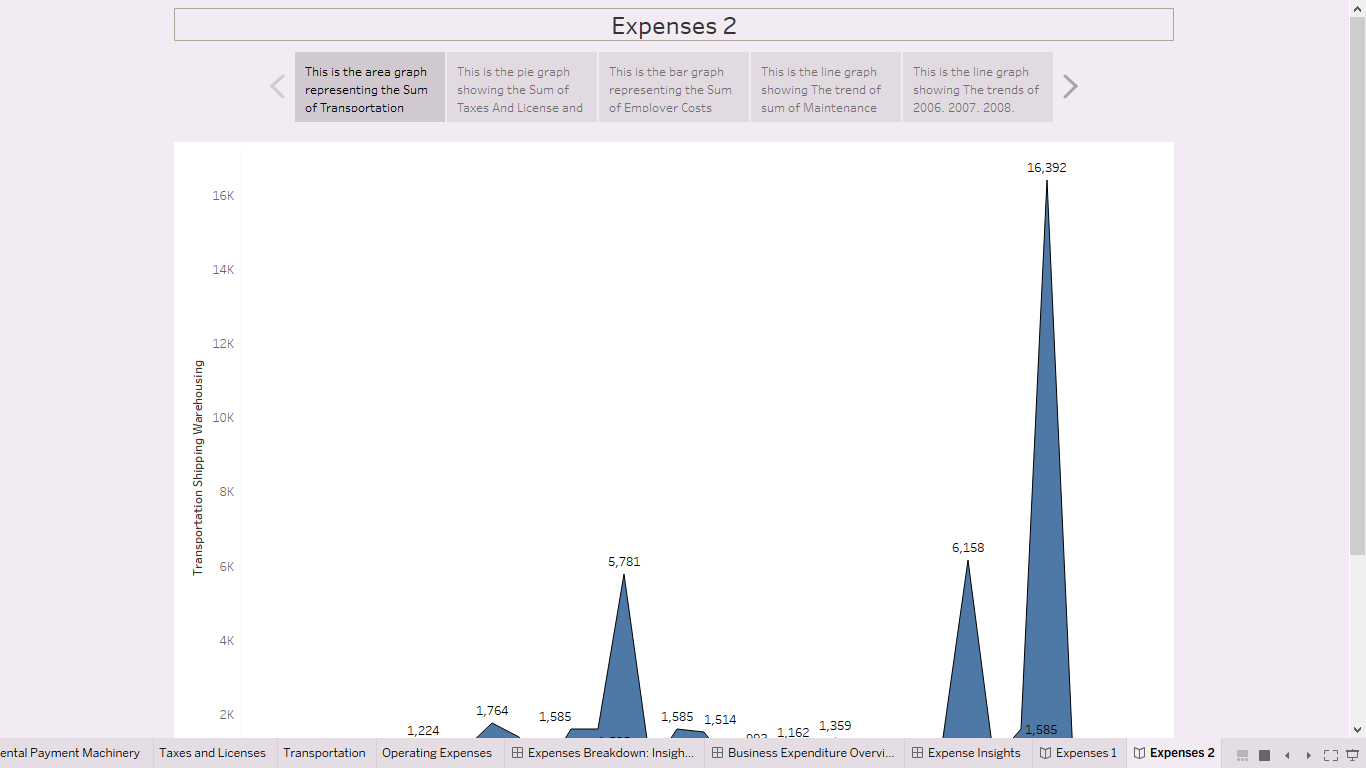 Expenses 2
This is the area graph
representing the Sum
of Transportation
This is the pie graph
showing the Sum of
Taxes And License and
This is the bar graph
representing the Sum
of Employer Costs
This is the line graph
showing The trend of
sum of Maintenance
This is the line graph
showing The trends of
2006, 2007, 2008,
16,392
16K
14K
12K
10K
Transportation Shipping Warehousing
8K
6,158
5,781
6K
4K
2K
1,224
1,764
1,585
1,585
1,514
1,162
1,359
1,585
ental Payment Machinery
Taxes and Licenses
Transportation
Operating Expenses
Expenses Breakdown: Insigh...
Business Expenditure Overvi...
Expense Insights
Expenses 1
Expenses 2